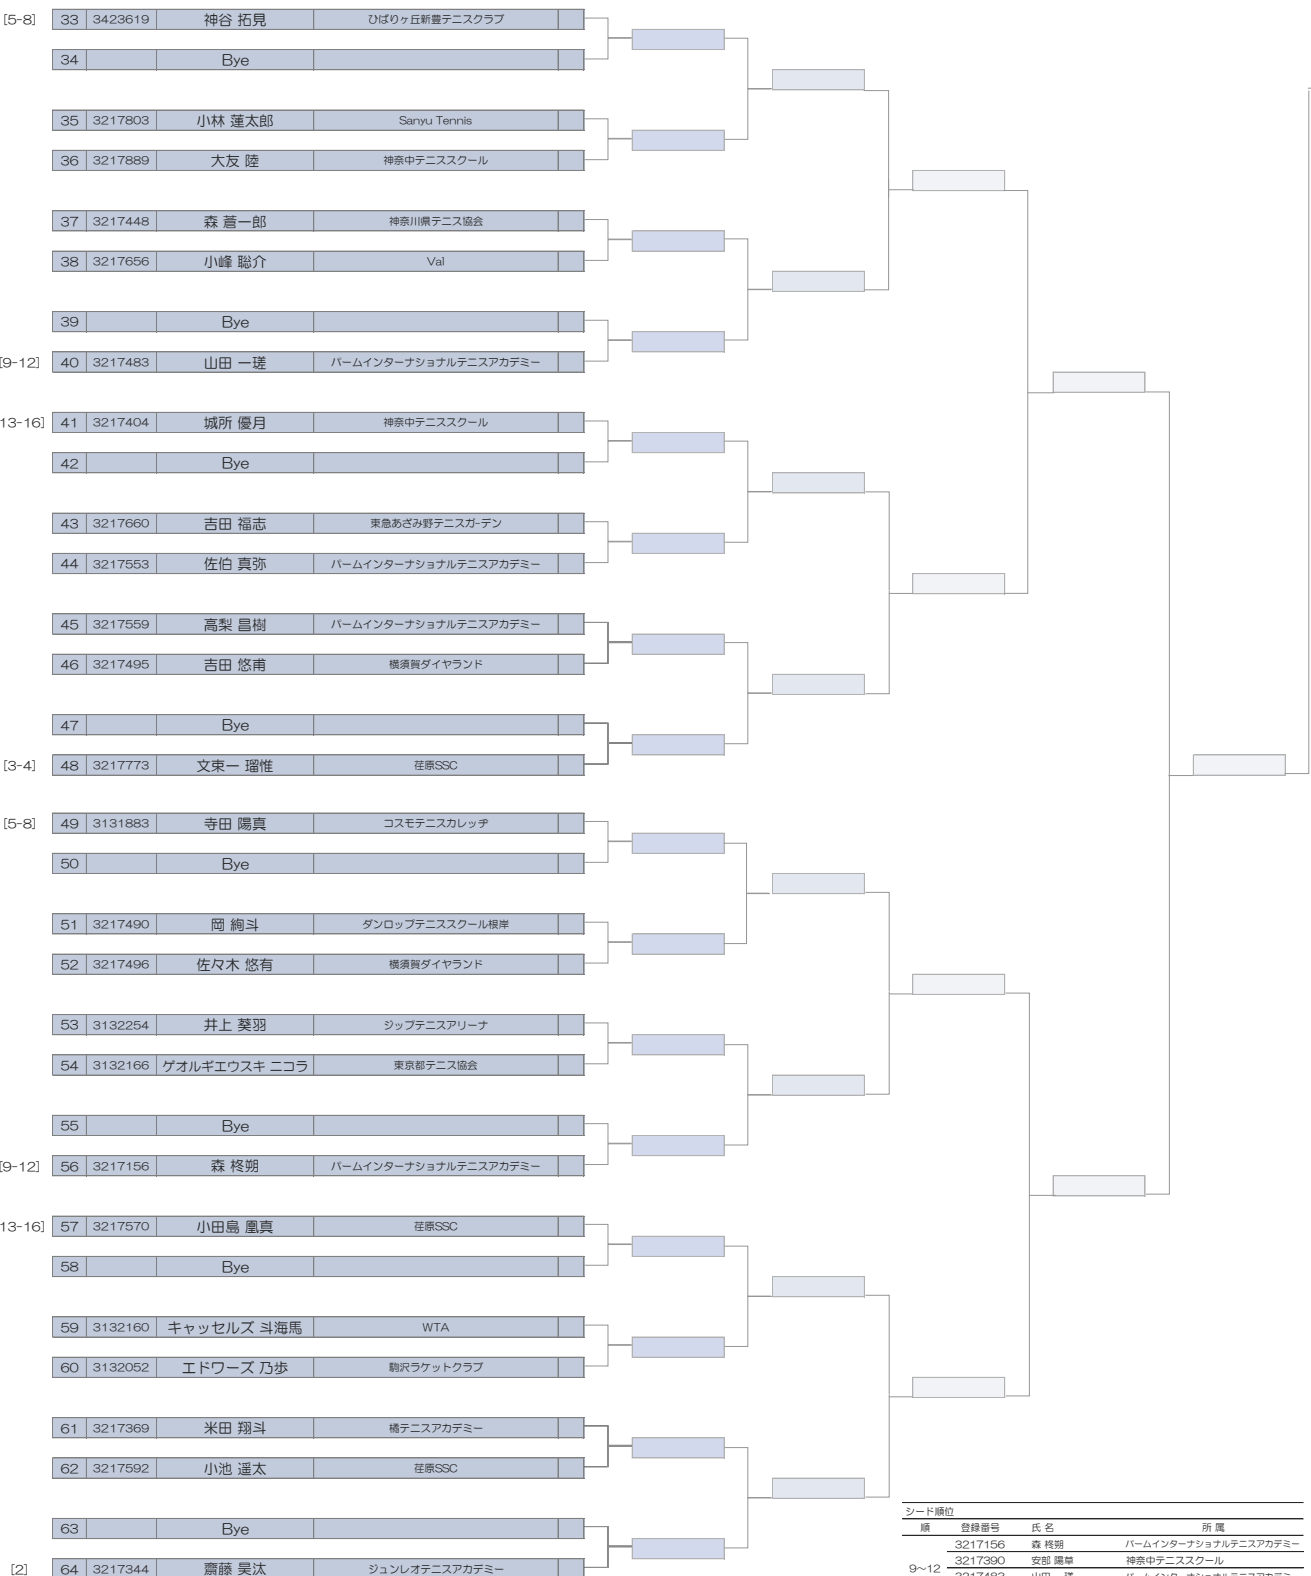 [5-8] 33 3423619 神谷 拓見 ひばりヶ丘新豊テニスクラブ
34 Bye
35 3217803 小林 蓮太郎 Sanyu Tennis
36 3217889 大友 陸 神奈中テニススクール
37 3217448 森 蒼一郎 神奈川県テニス協会
38 3217656 小峰 聡介 Val
39 Bye
[9-12] 40 3217483 山田 一瑳 パームインターナショナルテニスアカデミー
13-16] 41 3217404 城所 優月 神奈中テニススクール
42 Bye
43 3217660 吉田 福志 東急あざみ野テニスガーデン
44 3217553 佐伯 真弥 パームインターナショナルテニスアカデミー
45 3217559 高梨 昌樹 パームインターナショナルテニスアカデミー
46 3217495 吉田 悠甫 横須賀ダイヤランド
47 Bye
[3-4] 48 3217773 文束一 瑠惟 荏原SSC
[5-8] 49 3131883 寺田 陽真 コスモテニスカレッヂ
50 Bye
51 3217490 岡 絢斗 ダンロップテニススクール根岸
52 3217496 佐々木 悠有 横須賀ダイヤランド
53 3132254 井上 葵羽 ジップテニスアリーナ
54 3132166 ゲオルギエウスキ ニコラ 東京都テニス協会
55 Bye
[9-12] 56 3217156 森 柊朔 パームインターナショナルテニスアカデミー
13-16] 57 3217570 小田島 凰真 荏原SSC
58 Bye
59 3132160 キャッセルズ 斗海馬 WTA
60 3132052 エドワーズ 乃歩 駒沢ラケットクラブ
61 3217369 米田 翔斗 橘テニスアカデミー
62 3217592 小池 遥太 荏原SSC
63 Bye
[2] 64 3217344 齋藤 昊汰 ジュンレオテニスアカデミー
シード順位
順 登録番号 氏 名 所 属
3217156 森 柊朔 パームインターナショナルテニスアカデミー
9~12 3217390 安部 陽草 神奈中テニススクール